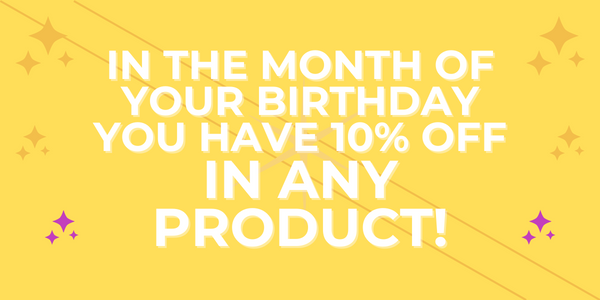 IN THE MONTH OF
YOUR BIRTHDAY
YOU HAVE 10% OFF
IN ANY
PRODUCT!